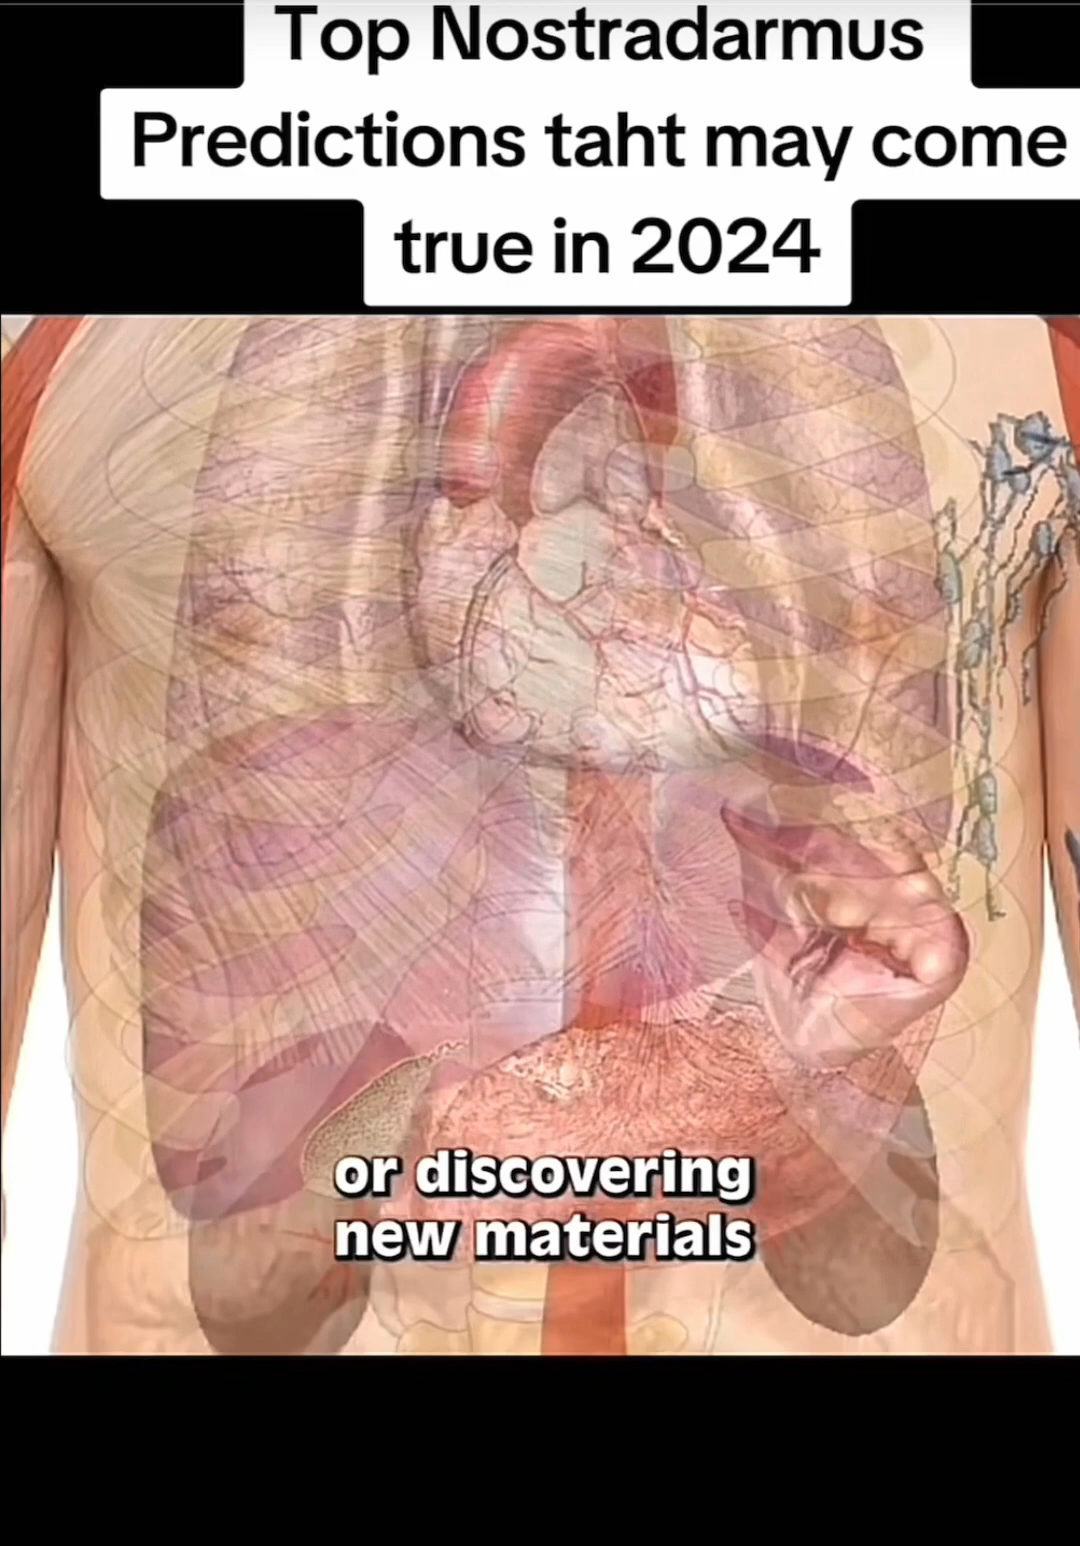 Top Nostradarmus
Predictions taht may come
true in 2024
or discovering
new materials